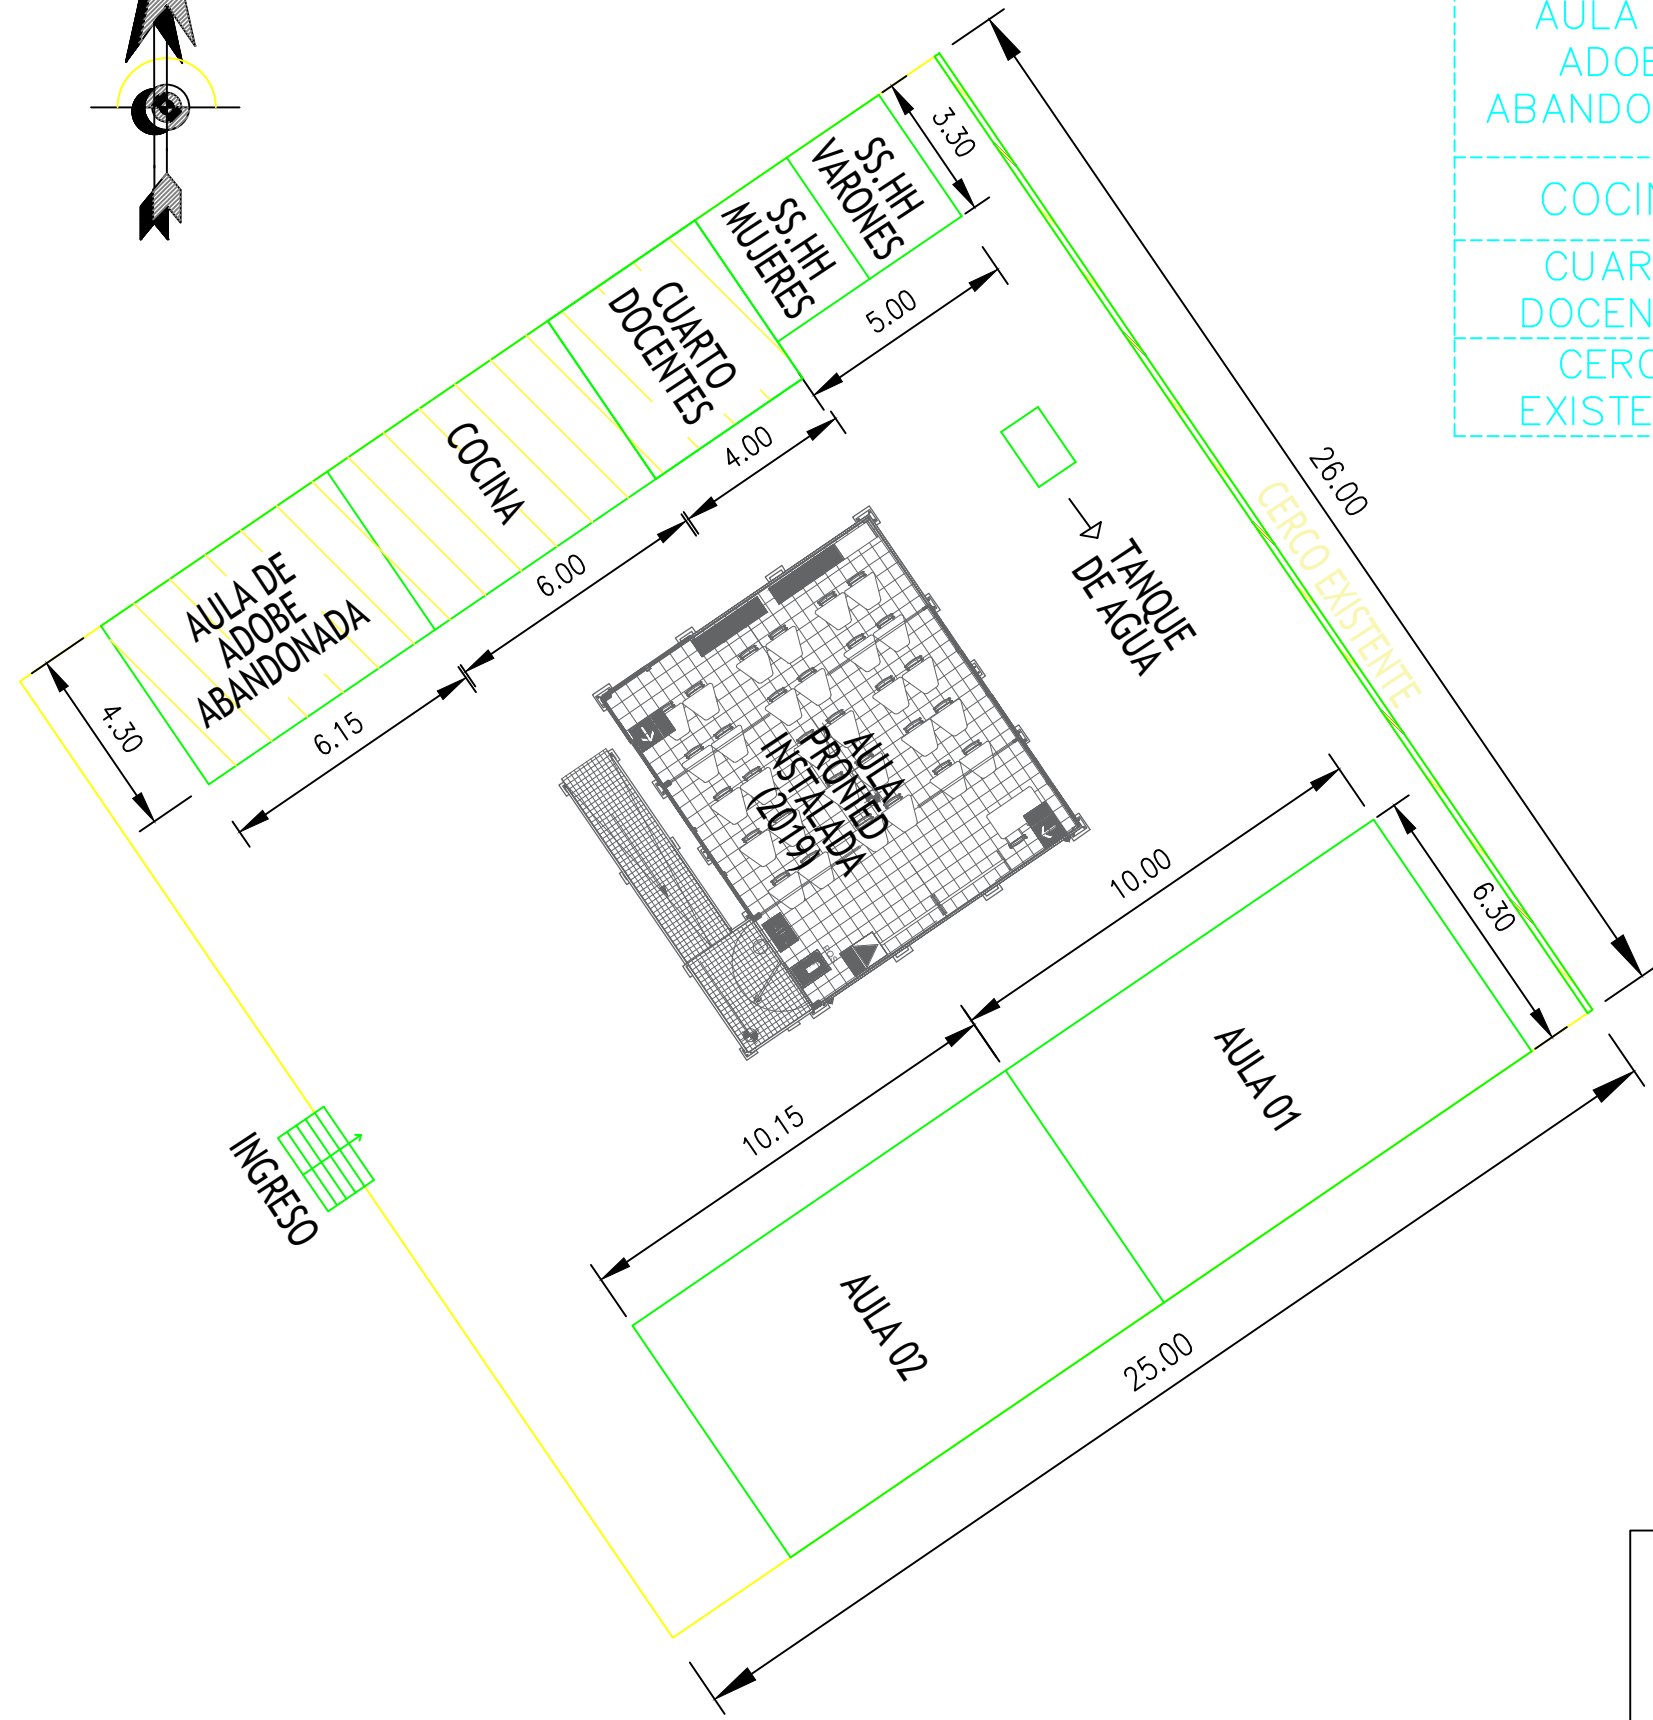 AULA
ADOBE
ABANDO
COCIN
CUAR
DOCEN
CERC
EXISTE
3.30
SS.HH
VARONES
SS.HH
MUJERES
CUARTO
DOCENTES
5.00
4.00
COCINA
6.00
AULA DE
ADOBE
ABANDONADA
6.15
4.30
26.00
CERCO EXISTENTE
TANQUE
DE AGUA
AULA
PRONIED
INSTALADA
(2019)
10.00
6.30
AULA 01
10.15
INGRESO
AULA 02
25.00